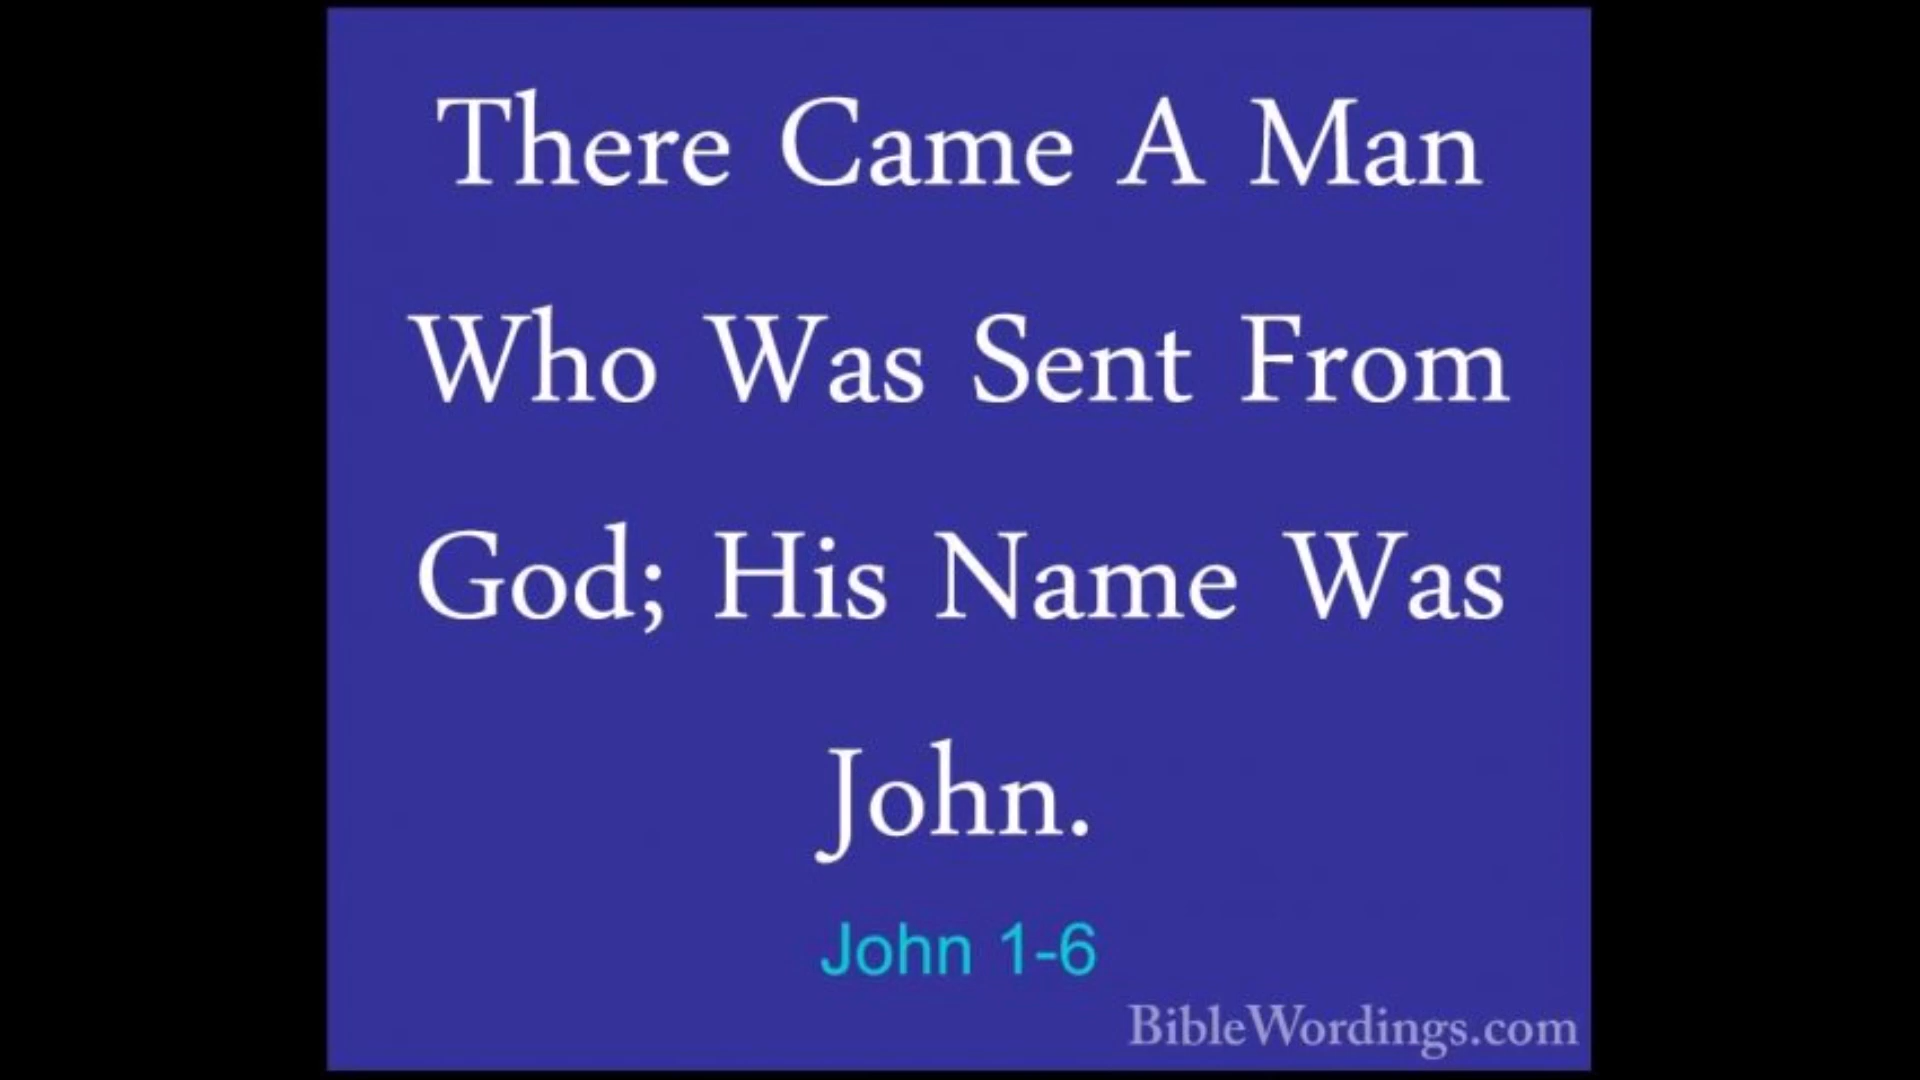 There Came A Man
Who Was Sent From
God; His Name Was
John.
John 1-6
BibleWordings.com